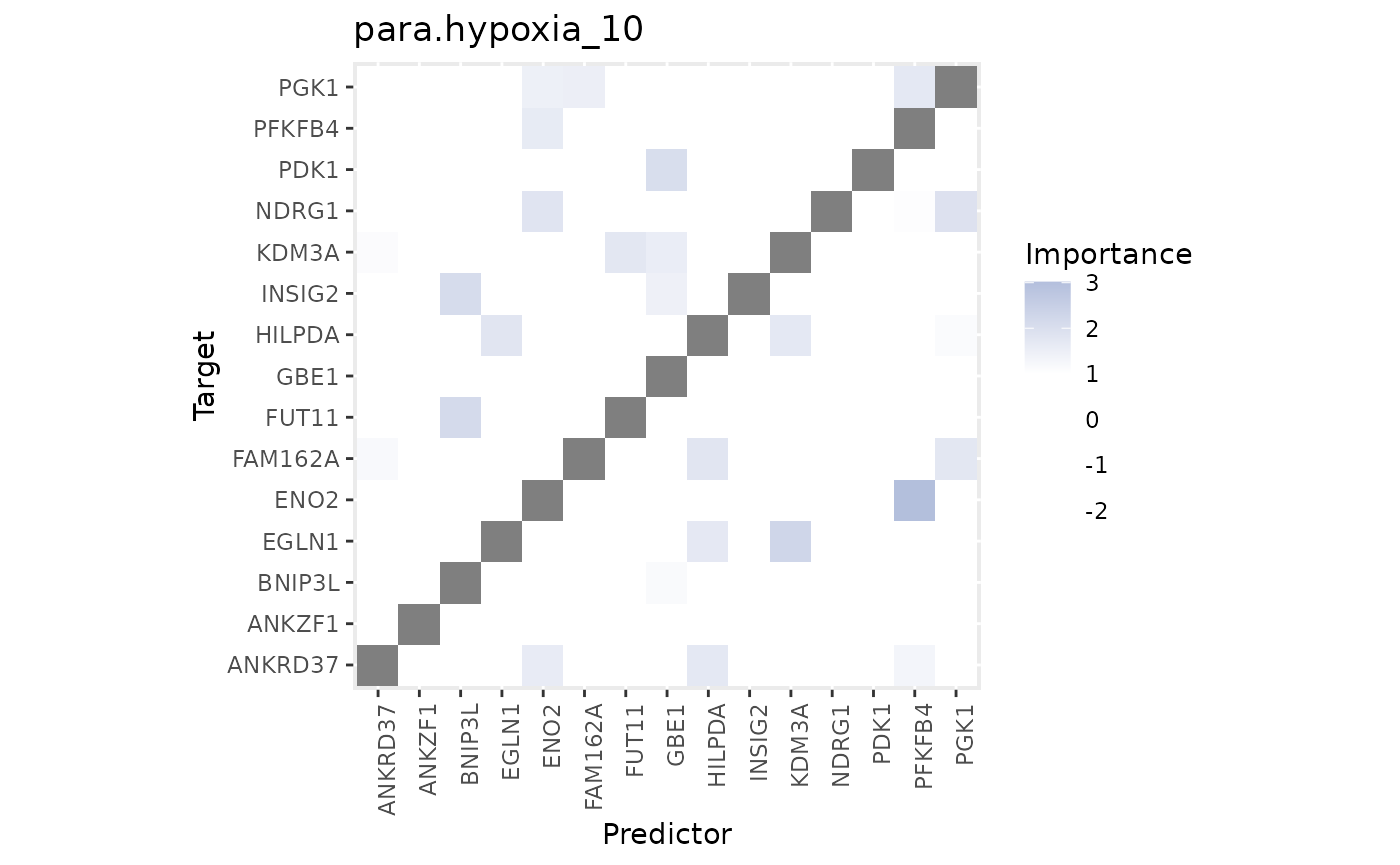 para.hypoxia_10
PGK1
PFKFB4
PDK1
NDRG1
KDM3A
INSIG2
HILPDA
GBE1
FUT11
FAM162A
ENO2
EGLN1
BNIP3L
ANKZF1
ANKRD37
Target
ANKRD37
ANKZF1
BNIP3L
EGLN1
ENO2
FAM162A
FUT11
GBE1
HILPDA
INSIG2
KDM3A
NDRG1
PDK1
PFKFB4
PGK1
Predictor
Importance
3
2
1
0
-1
-2